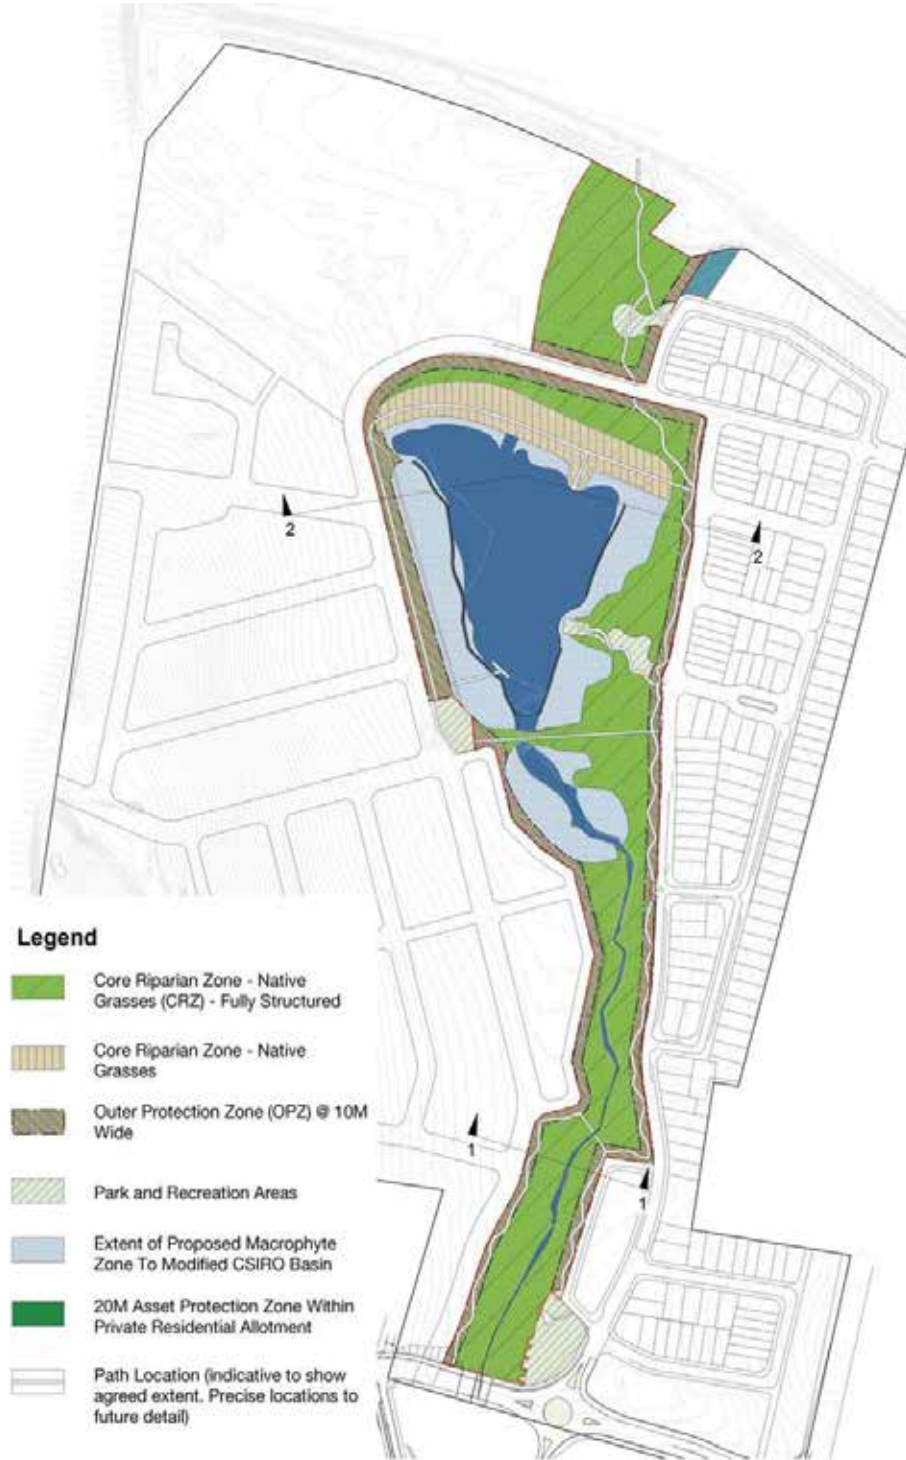 2
2
Legend
Core Riparian Zone - Native
Grasses (CRZ) - Fully Structured
Core Riparian Zone - Native
Grasses
Outer Protection Zone (OPZ) @ 10M
Wide
1
Park and Recreation Areas
1
Extent of Proposed Macrophyte
Zone To Modified CSIRO Basin
20M Asset Protection Zone Within
Private Residential Allotment
Path Location (indicative to show
agreed extent. Precise locations to
future detail)